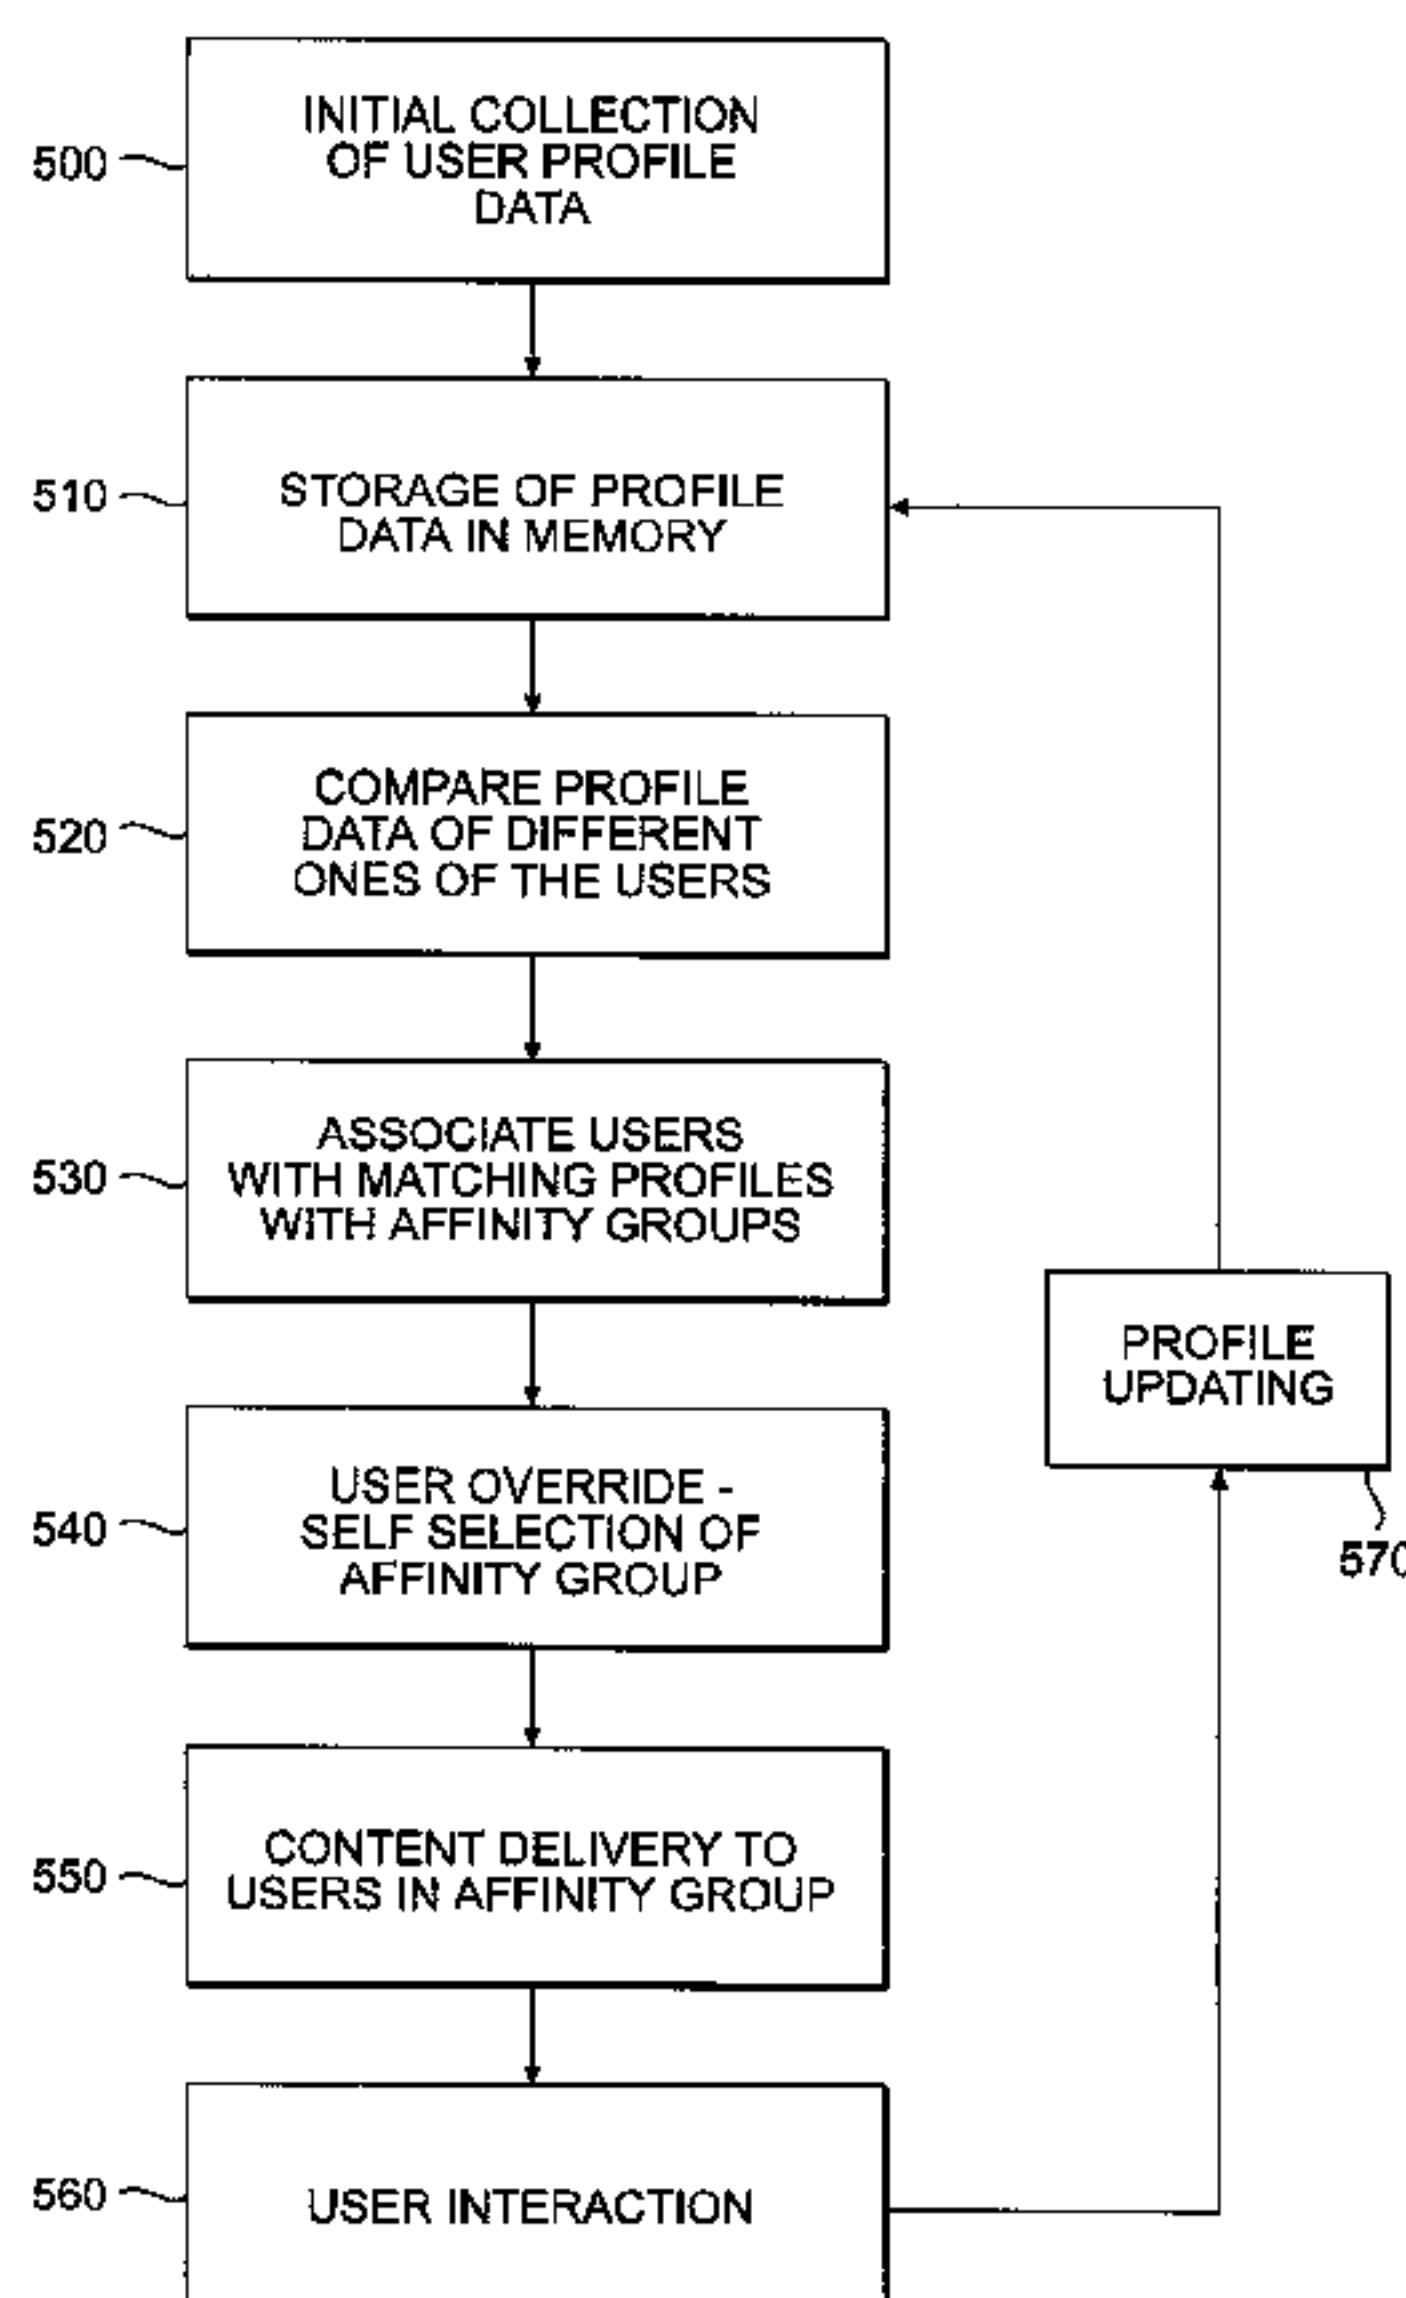 500
INITIAL COLLECTION
OF USER PROFILE
DATA
510
STORAGE OF PROFILE
DATA IN MEMORY
520
COMPARE PROFILE
DATA OF DIFFERENT
ONES OF THE USERS
530
ASSOCIATE USERS
WITH MATCHING PROFILES
WITH AFFINITY GROUPS
PROFILE
UPDATING
570
540
USER OVERRIDE -
SELF SELECTION OF
AFFINITY GROUP
550
CONTENT DELIVERY TO
USERS IN AFFINITY GROUP
560
USER INTERACTION